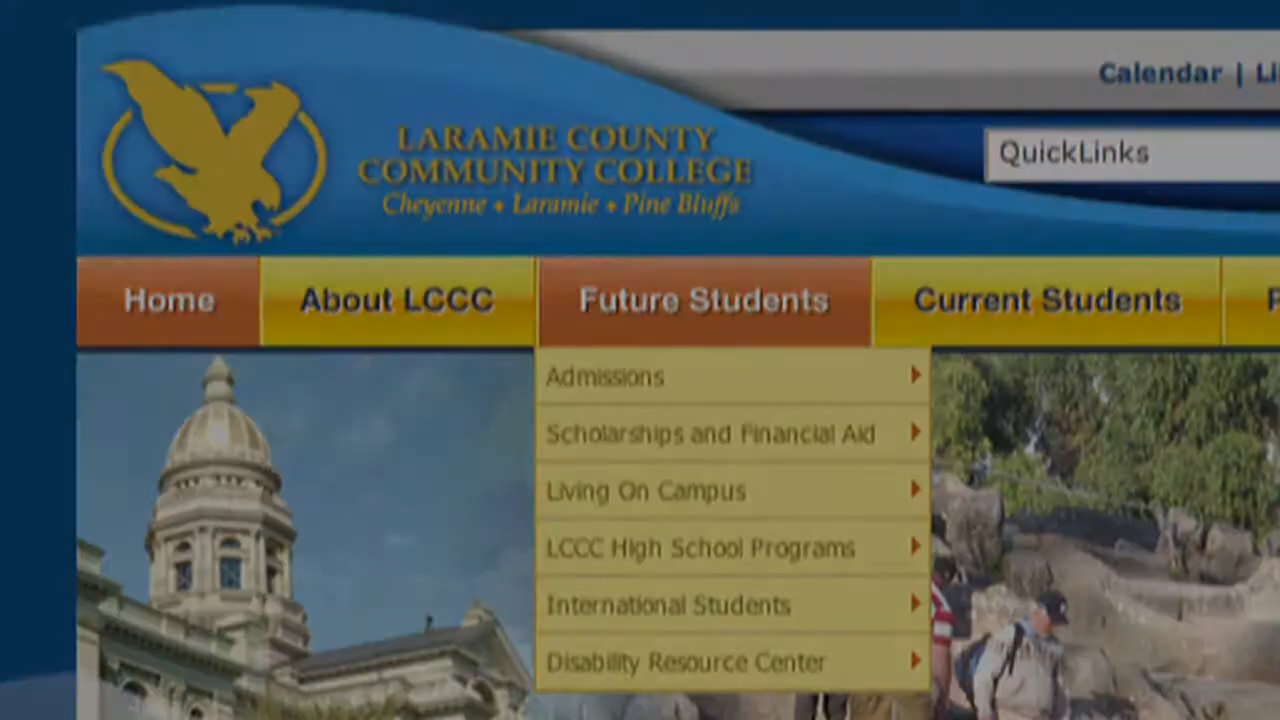 Calendar |
LARAMIE COUNTY
COMMUNITY COLLEGE
Cheyenne • Laramie • Pine Bluffs
QuickLinks
Home
About LCCC
Future Students
Current Students
Admissions
Scholarships and Financial Aid
Living On Campus
LCCC High School Programs
International Students
Disability Resource Center